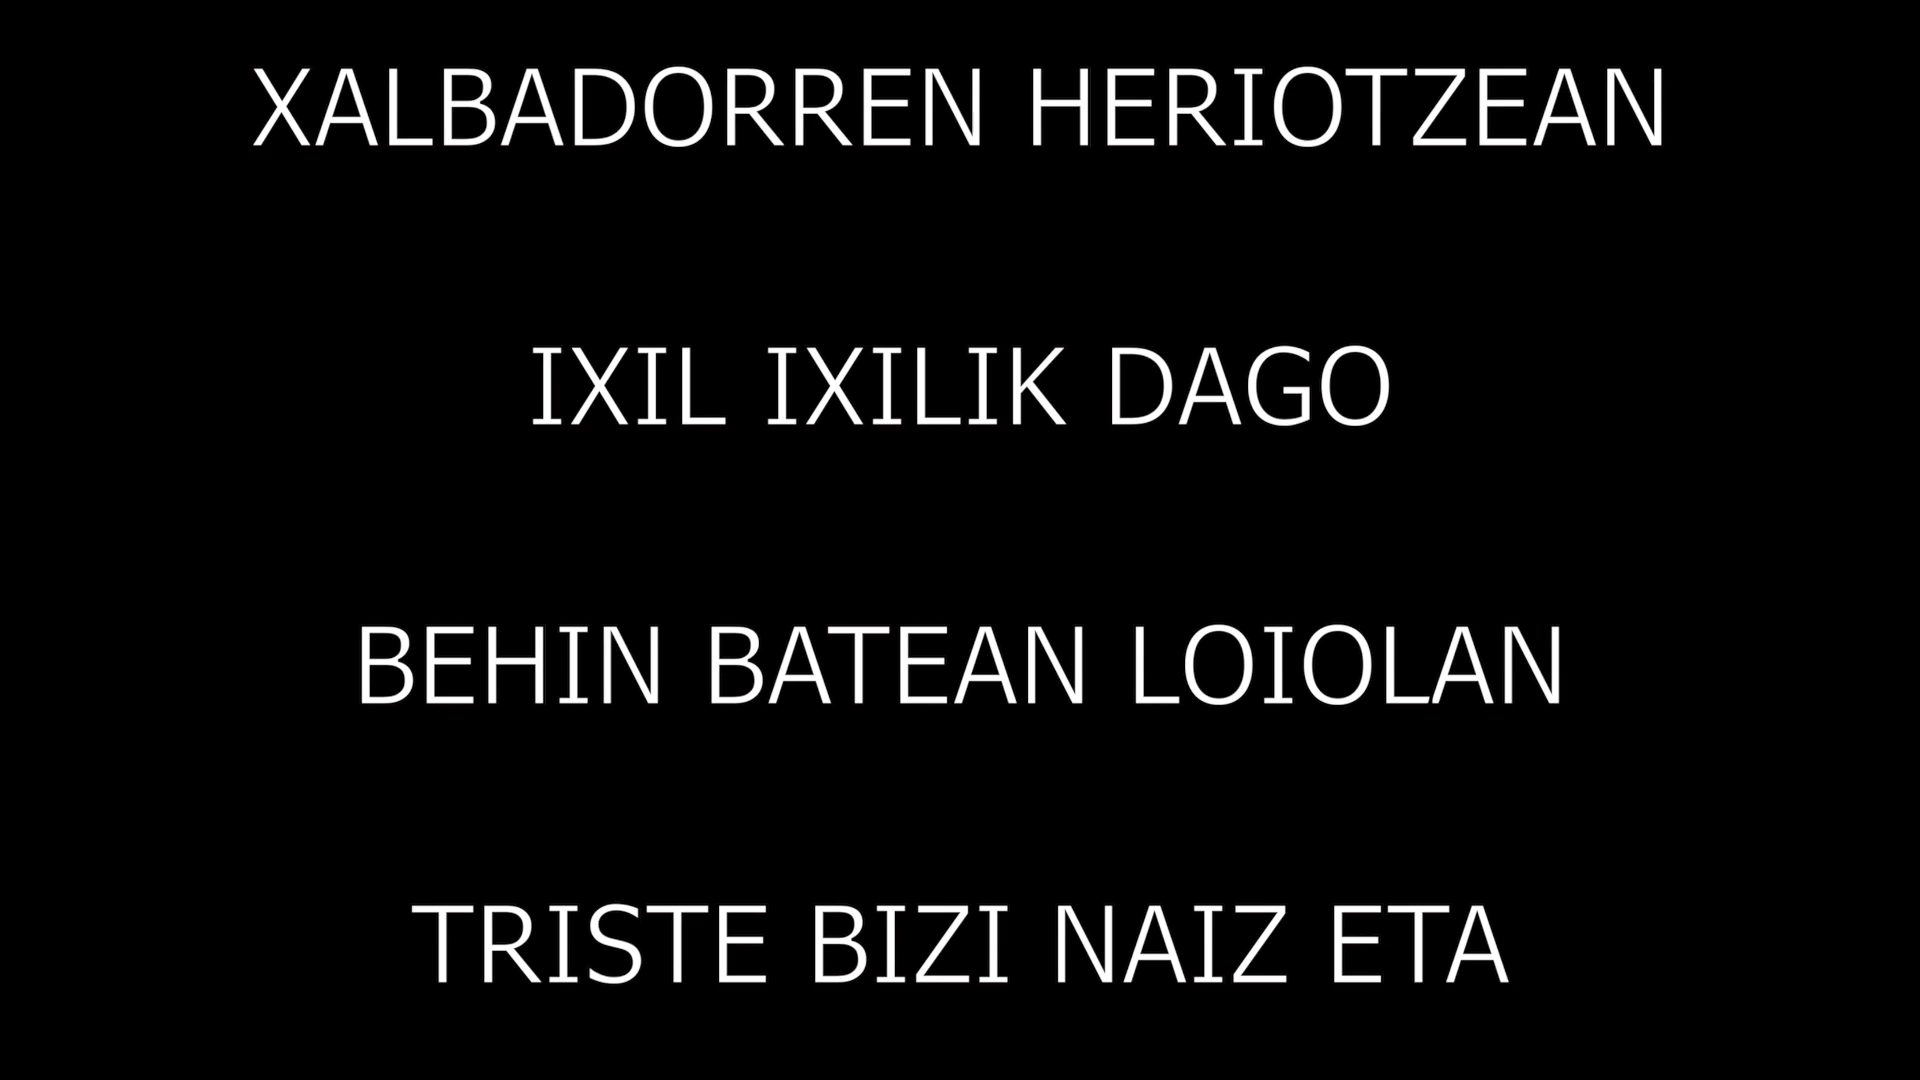 XALBADORREN HERIOTZEAN
IXIL IXILIK DAGO
BEHIN BATEAN LOIOLAN
TRISTE BIZI NAIZ ETA